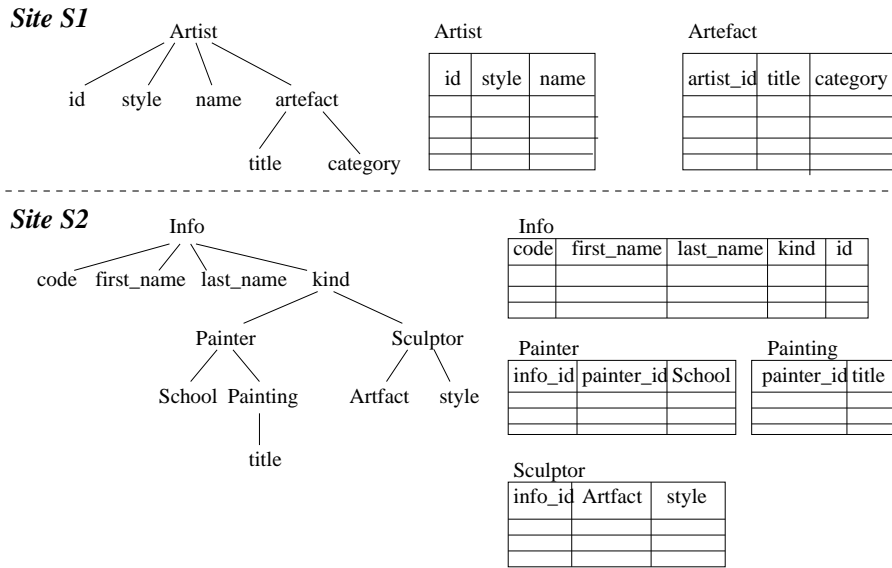 Site S1
Artist
id style name artefact
title category
Artist
id style name
Artefact
artist_id title category
Site S2
Info
code first_name last_name kind
Painter Sculptor
School Painting Artfact style
title
Info
code first_name last_name kind id
Painter
info_id painter_id School
Painting
painter_id title
Sculptor
info_id Artfact style